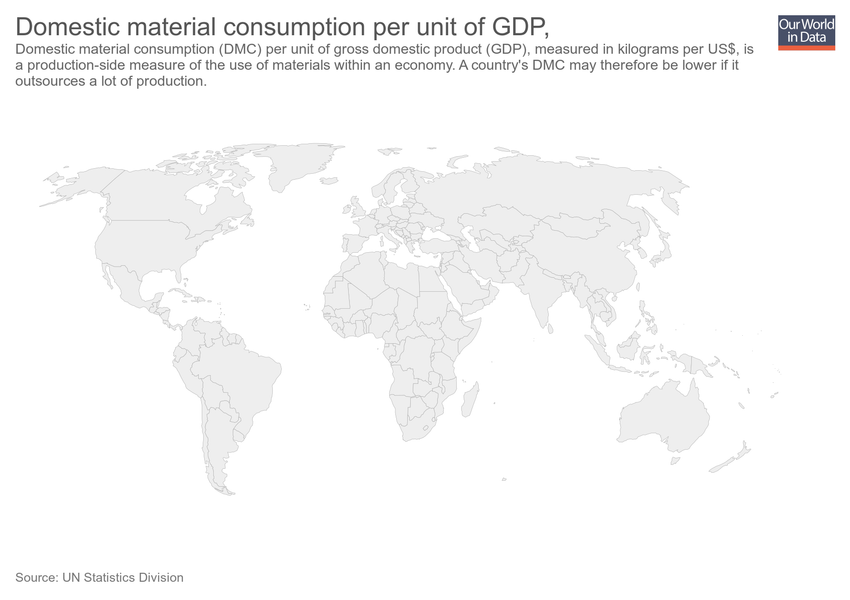 Domestic material consumption per unit of GDP,
Our World
in Data
Domestic material consumption (DMC) per unit of gross domestic product (GDP), measured in kilograms per US$, is
a production-side measure of the use of materials within an economy. A country's DMC may therefore be lower if it
outsources a lot of production.
Source: UN Statistics Division